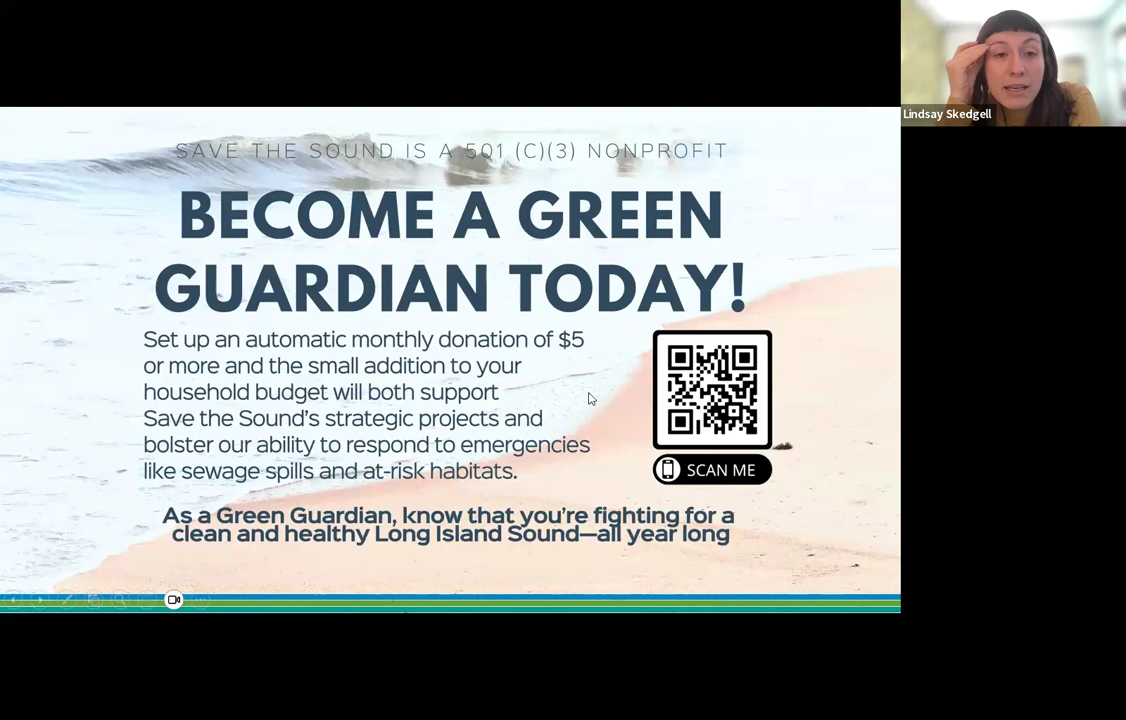 Lindsay Skedgell
SAVE THE SOUND IS A 501 (C)(3) NONPROFIT
BECOME A GREEN
GUARDIAN TODAY!
Set up an automatic monthly donation of $5
or more and the small addition to your
household budget will both support
Save the Sound’s strategic projects and
bolster our ability to respond to emergencies
like sewage spills and at-risk habitats.
SCAN ME
As a Green Guardian, know that you’re fighting for a
clean and healthy Long Island Sound—all year long